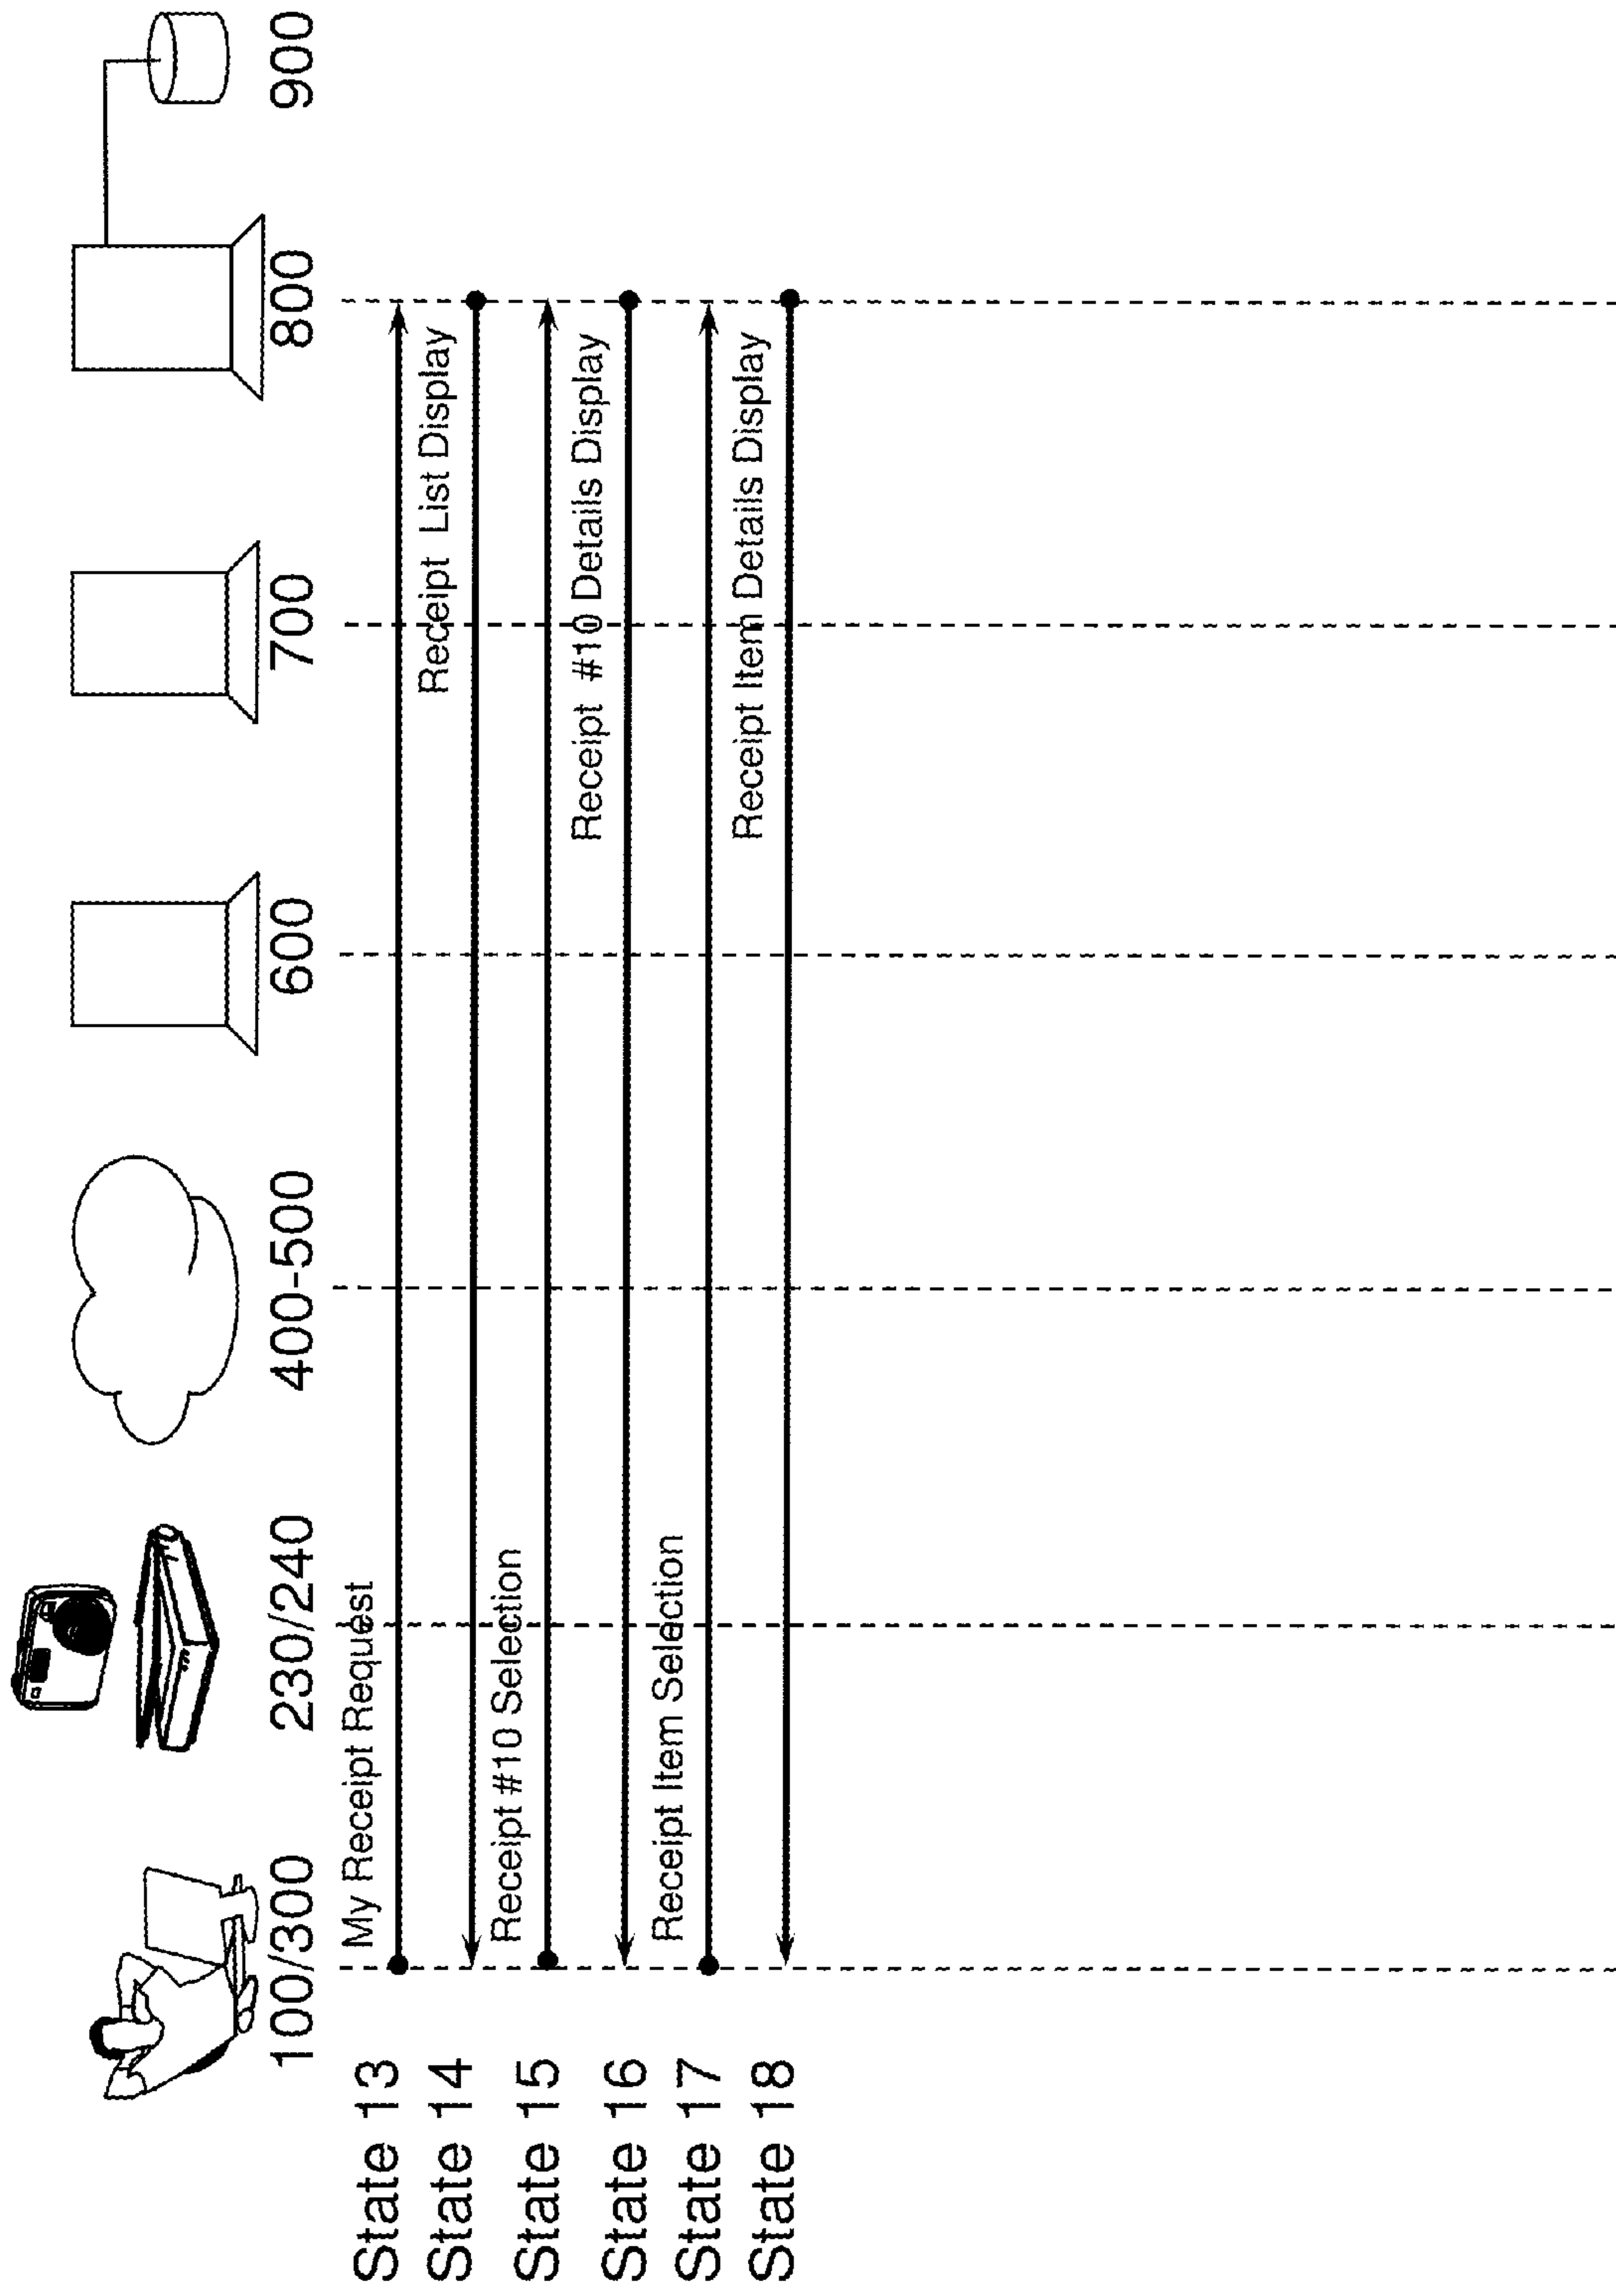 100/300 230/240 400-500 600 700 800 900
State 13 My Receipt Request
State 14 Receipt List Display
State 15 Receipt #10 Selection
State 16 Receipt #10 Details Display
State 17 Receipt Item Selection
State 18 Receipt Item Details Display